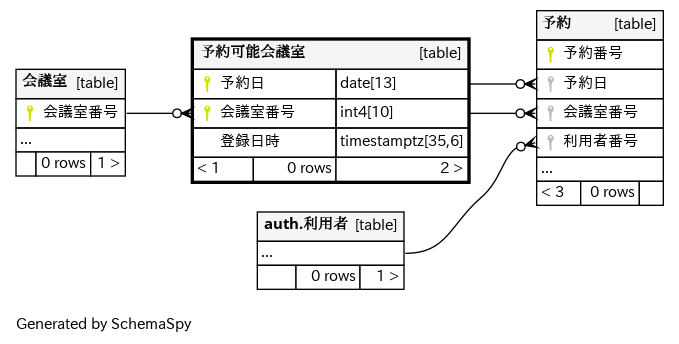 会議室 [table]
会議室番号
...
0 rows 1 >
予約可能会議室 [table]
予約日 date[13]
会議室番号 int4[10]
登録日時 timestamptz[35,6]
< 1 0 rows 2 >
予約 [table]
予約番号
予約日
会議室番号
利用者番号
...
< 3 0 rows
auth.利用者 [table]
...
0 rows 1 >
Generated by SchemaSpy